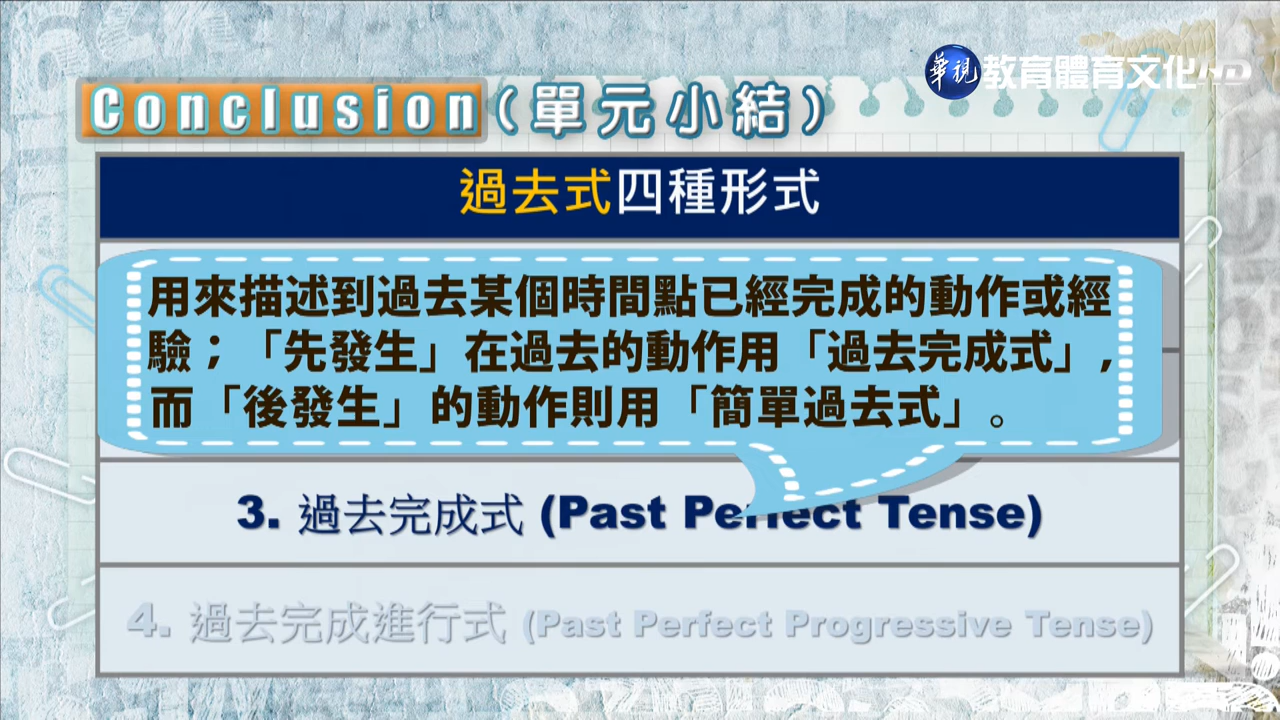 華視 教育體育文化HD
Conclusion(單元小結)
過去式四種形式
用來描述到過去某個時間點已經完成的動作或經
驗；「先發生」在過去的動作用「過去完成式」,
而「後發生」的動作則用「簡單過去式」。
3. 過去完成式 (Past Perfect Tense)
4. 過去完成進行式 (Past Perfect Progressive Tense)